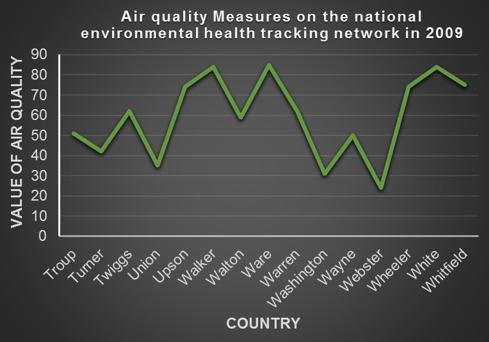 Air quality Measures on the national
environmental health tracking network in 2009
VALUE OF AIR QUALITY
90
80
70
60
50
40
30
20
10
0
Troup
Turner
Twiggs
Union
Upson
Walker
Walton
Ware
Warren
Washington
Wayne
Webster
Wheeler
White
Whitfield
COUNTRY